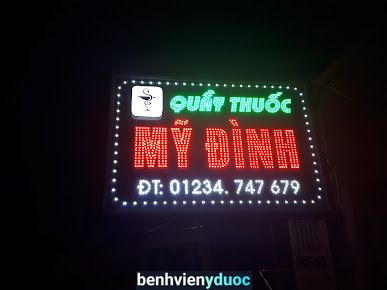 QUẦY THUỐC
MỸ ĐÌNH
ĐT: 01234. 747 679
benhvienyduoc